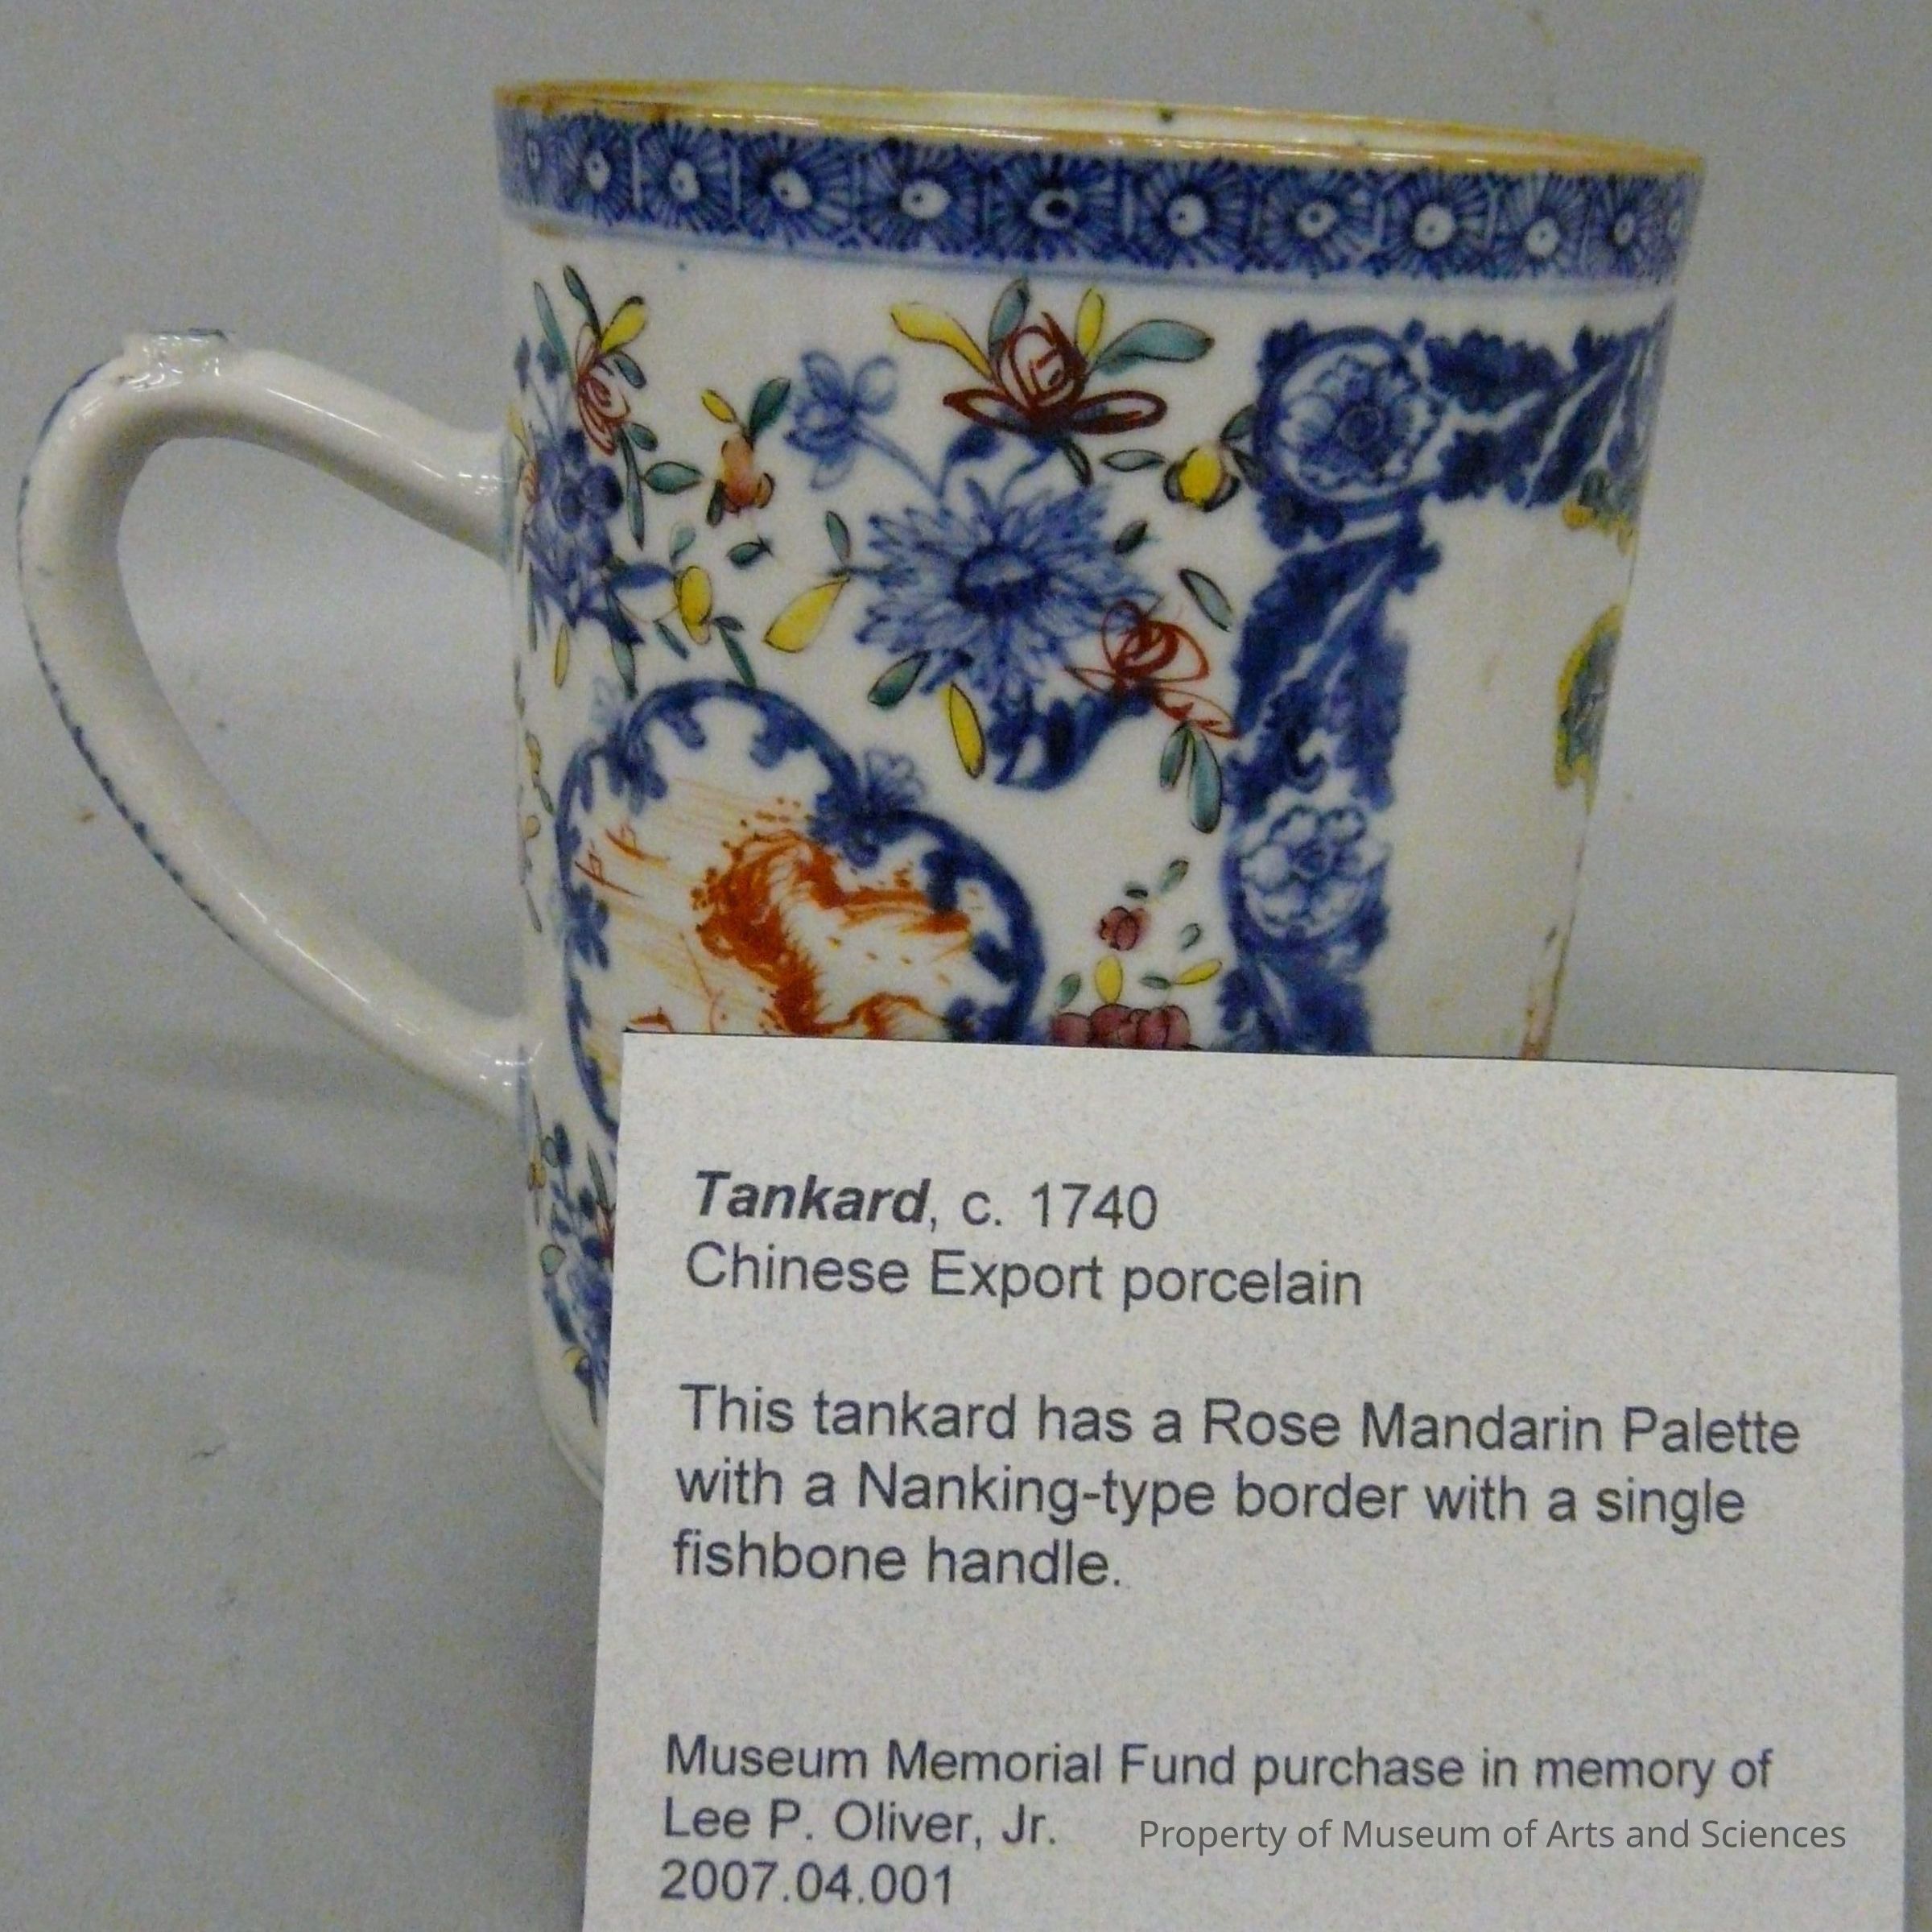 Tankard, c. 1740
Chinese Export porcelain
This tankard has a Rose Mandarin Palette
with a Nanking-type border with a single
fishbone handle.
Museum Memorial Fund purchase in memory of
Lee P. Oliver, Jr.
Property of Museum of Arts and Sciences
2007.04.001